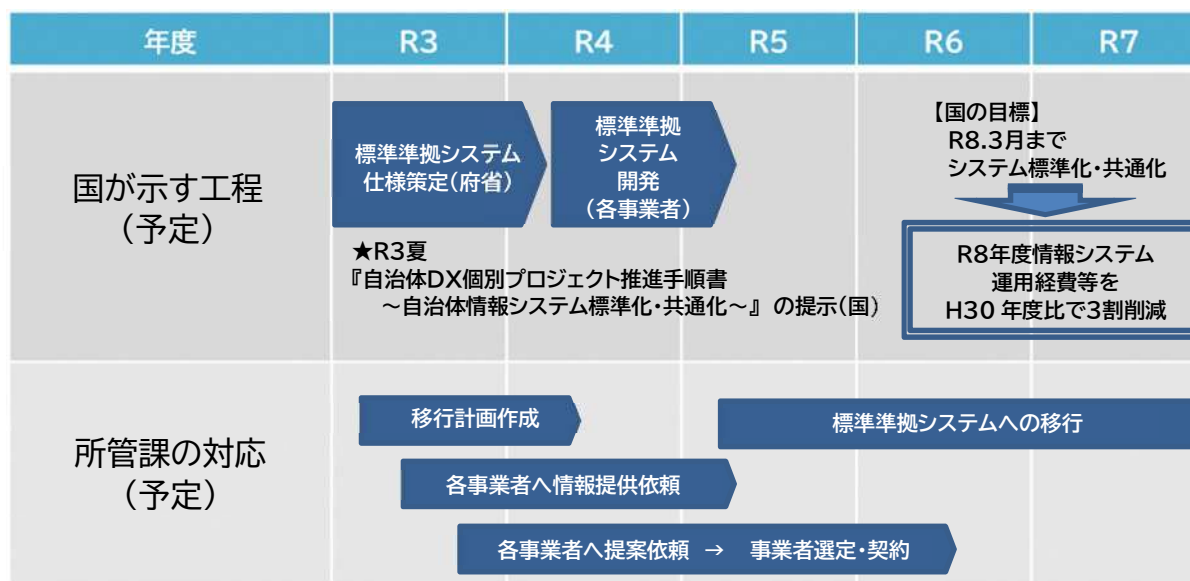 年度 R3 R4 R5 R6 R7
国が示す工程
(予定)
標準準拠システム
仕様策定(府省)
標準準拠
システム
開発
(各事業者)
★R3夏
『自治体DX個別プロジェクト推進手順書
~自治体情報システム標準化・共通化~』の提示(国)
【国の目標】
R8.3月まで
システム標準化・共通化
R8年度情報システム
運用経費等を
H30 年度比で3割削減
所管課の対応
(予定)
移行計画作成
標準準拠システムへの移行
各事業者へ情報提供依頼
各事業者へ提案依頼 → 事業者選定・契約